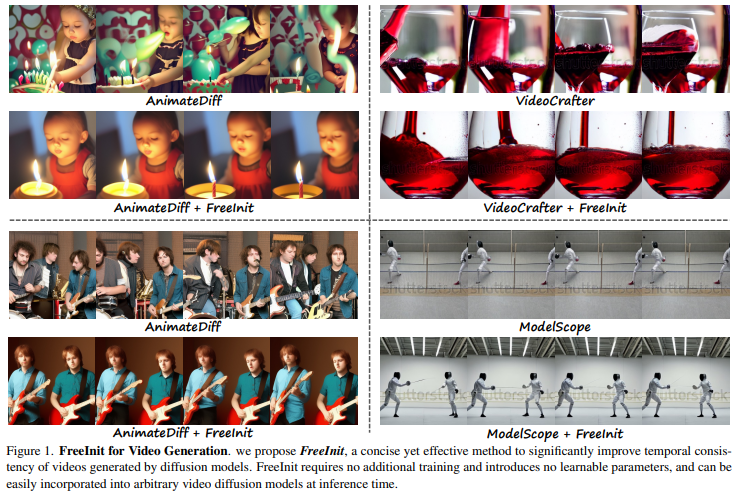 AnimateDiff
VideoCrafter
AnimateDiff + FreeInit
VideoCrafter + FreeInit
AnimateDiff
ModelScope
AnimateDiff + FreeInit
ModelScope + FreeInit
Figure 1. FreeInit for Video Generation. we propose FreeInit, a concise yet effective method to significantly improve temporal consis-
tency of videos generated by diffusion models. FreeInit requires no additional training and introduces no learnable parameters, and can be
easily incorporated into arbitrary video diffusion models at inference time.